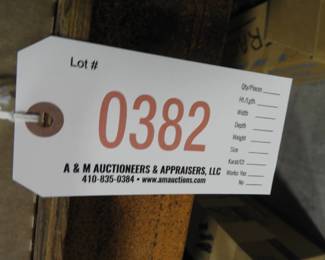 Lot #
0382
A & M AUCTIONEERS & APPRAISERS, LLC
410-835-0384 • www.amauctions.com
Qty/Pieces
Ht./Lgth
Width
Depth
Weight
Size
Karat/Ct
Works: Yes
No